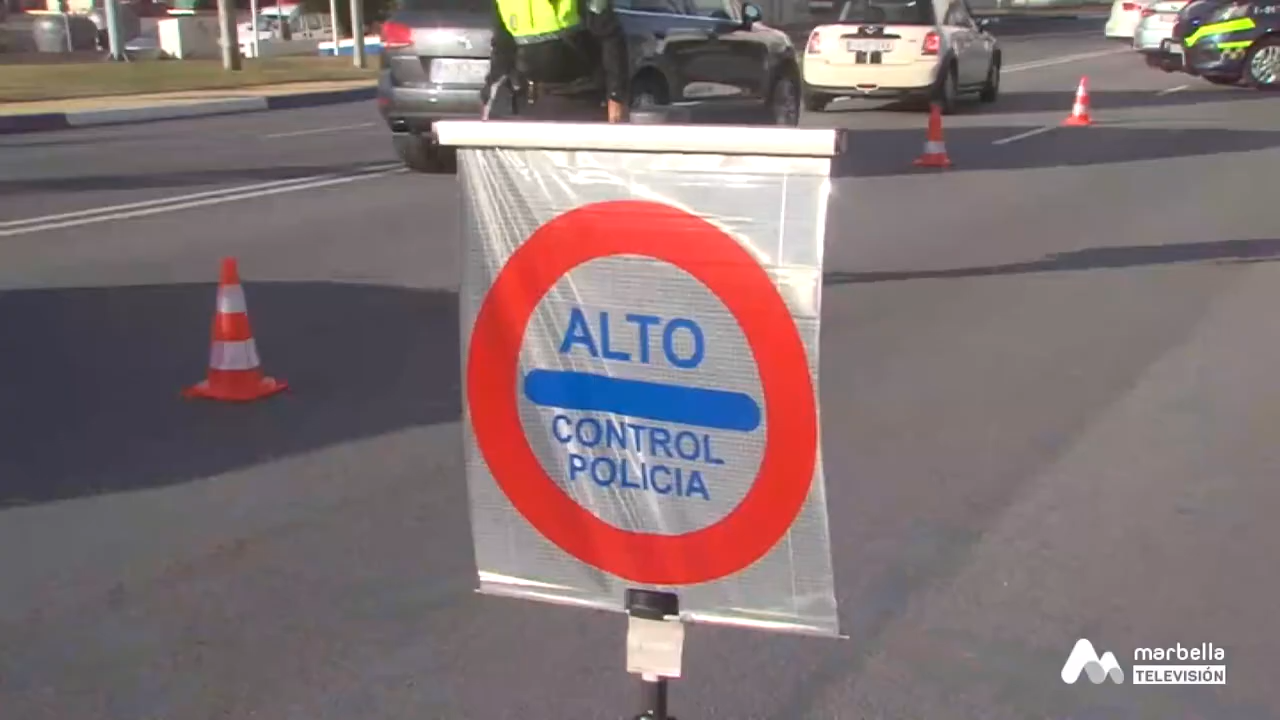 ALTO
CONTROL
POLICIA
marbella
TELEVISIÓN